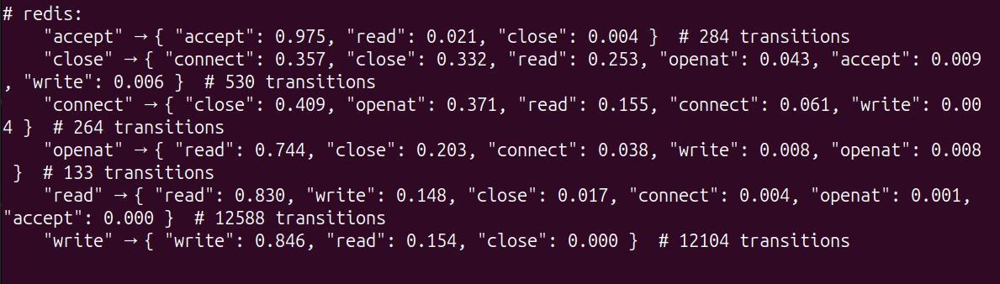 # redis:
    "accept" → { "accept": 0.975, "read": 0.021, "close": 0.004 }  # 284 transitions
    "close" → { "connect": 0.357, "close": 0.332, "read": 0.253, "openat": 0.043, "accept": 0.009
, "write": 0.006 }  # 530 transitions
    "connect" → { "close": 0.409, "openat": 0.371, "read": 0.155, "connect": 0.061, "write": 0.00
4 }  # 264 transitions
    "openat" → { "read": 0.744, "close": 0.203, "connect": 0.038, "write": 0.008, "openat": 0.008
 }  # 133 transitions
    "read" → { "read": 0.830, "write": 0.148, "close": 0.017, "connect": 0.004, "openat": 0.001, 
"accept": 0.000 }  # 12588 transitions
    "write" → { "write": 0.846, "read": 0.154, "close": 0.000 }  # 12104 transitions